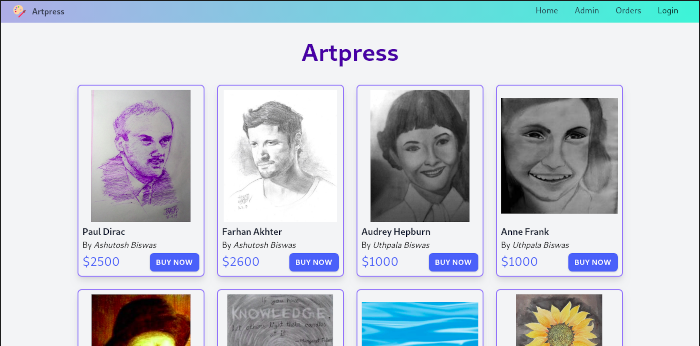 Artpress
Home Admin Orders Login
Artpress
Paul Dirac
By Ashutosh Biswas
$2500 BUY NOW
Farhan Akhter
By Ashutosh Biswas
$2600 BUY NOW
Audrey Hepburn
By Uthpala Biswas
$1000 BUY NOW
Anne Frank
By Uthpala Biswas
$1000 BUY NOW
KNOWLEDGE